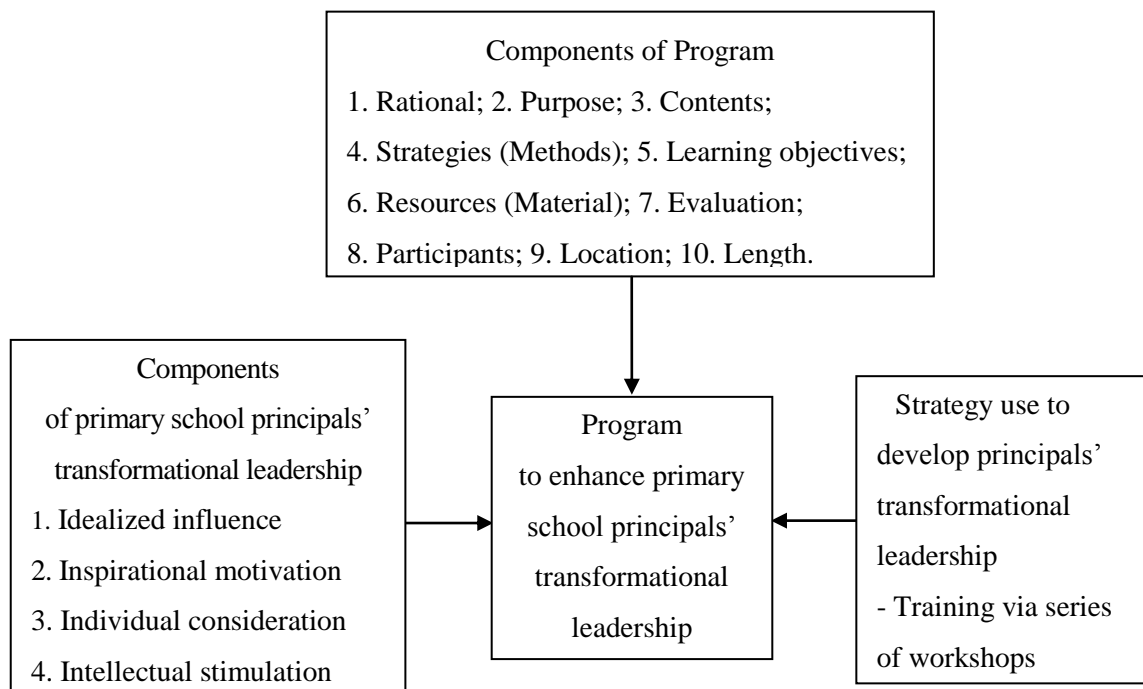 Components of Program
1. Rational; 2. Purpose; 3. Contents;
4. Strategies (Methods); 5. Learning objectives;
6. Resources (Material); 7. Evaluation;
8. Participants; 9. Location; 10. Length.
Components
of primary school principals’
transformational leadership
1. Idealized influence
2. Inspirational motivation
3. Individual consideration
4. Intellectual stimulation
Program
to enhance primary
school principals’
transformational
leadership
Strategy use to
develop principals’
transformational
leadership
- Training via series
of workshops